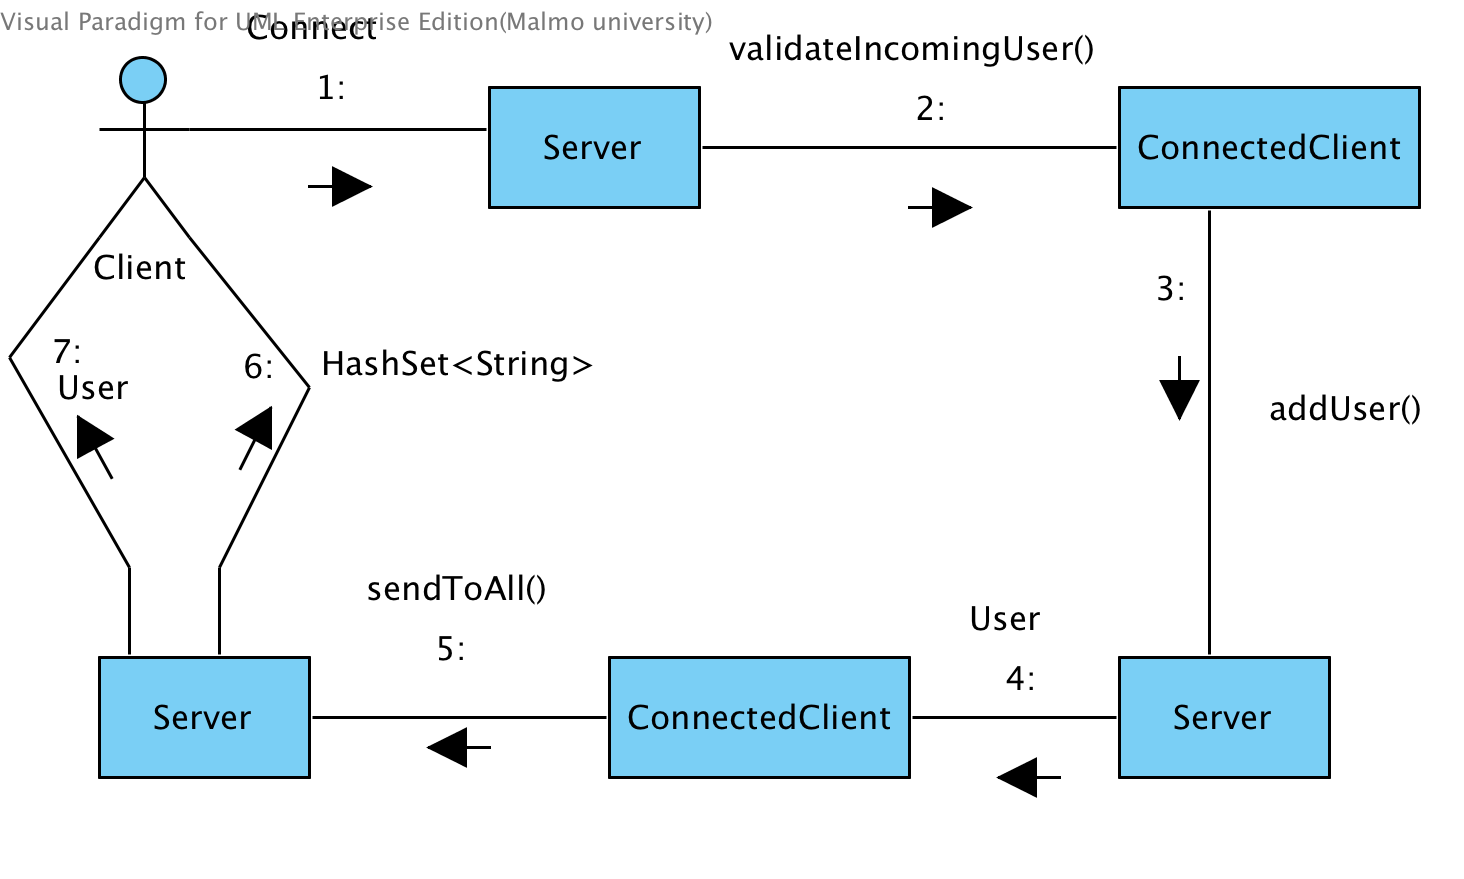 Visual Paradigm for UML Enterprise Edition(Malmo university)
Connect
1:
validateIncomingUser()
2:
Server
ConnectedClient
Client
3:
7:
User
6:
HashSet<String>
addUser()
sendToAll()
5:
User
4:
Server
ConnectedClient
Server